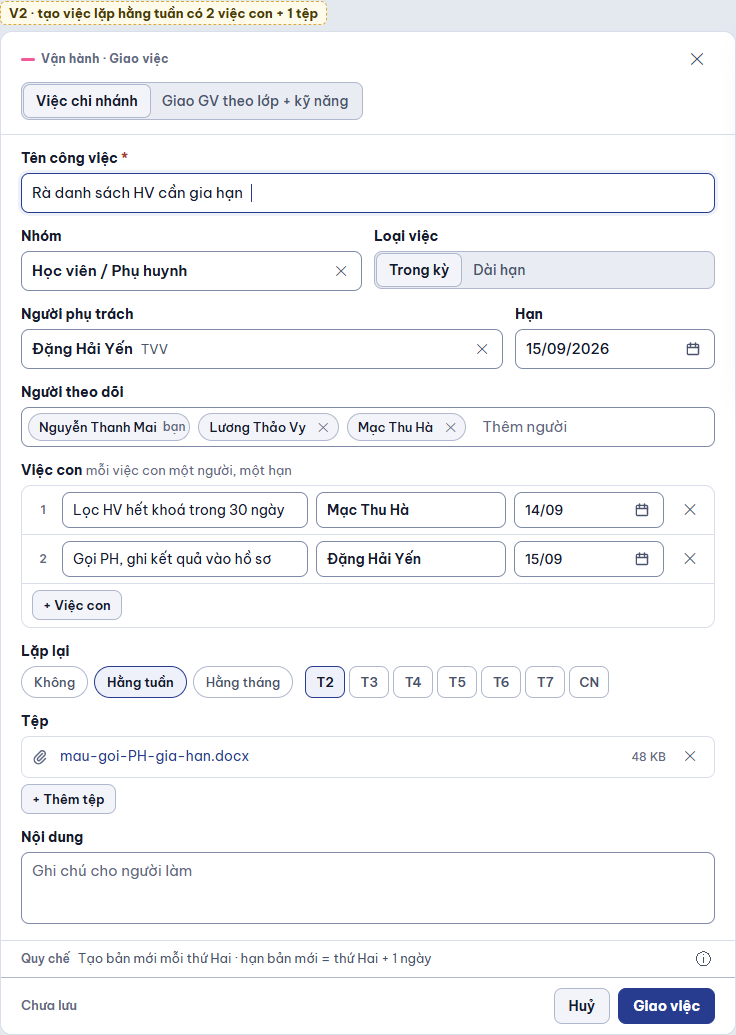 V2 · tạo việc lặp hằng tuần có 2 việc con + 1 tệp
Vận hành · Giao việc
Việc chi nhánh Giao GV theo lớp + kỹ năng
Tên công việc *
Rà danh sách HV cần gia hạn
Nhóm Loại việc
Học viên / Phụ huynh Trong kỳ Dài hạn
Người phụ trách Hạn
Đặng Hải Yến TVV 15/09/2026
Người theo dõi
Nguyễn Thanh Mai bạn Lương Thảo Vy Mạc Thu Hà Thêm người
Việc con mỗi việc con một người, một hạn
1 Lọc HV hết khoá trong 30 ngày Mạc Thu Hà 14/09
2 Gọi PH, ghi kết quả vào hồ sơ Đặng Hải Yến 15/09
+ Việc con
Lặp lại
Không Hằng tuần Hằng tháng T2 T3 T4 T5 T6 T7 CN
Tệp
mau-goi-PH-gia-han.docx 48 KB
+ Thêm tệp
Nội dung
Ghi chú cho người làm
Quy chế Tạo bản mới mỗi thứ Hai · hạn bản mới = thứ Hai + 1 ngày
Chưa lưu Huỷ Giao việc